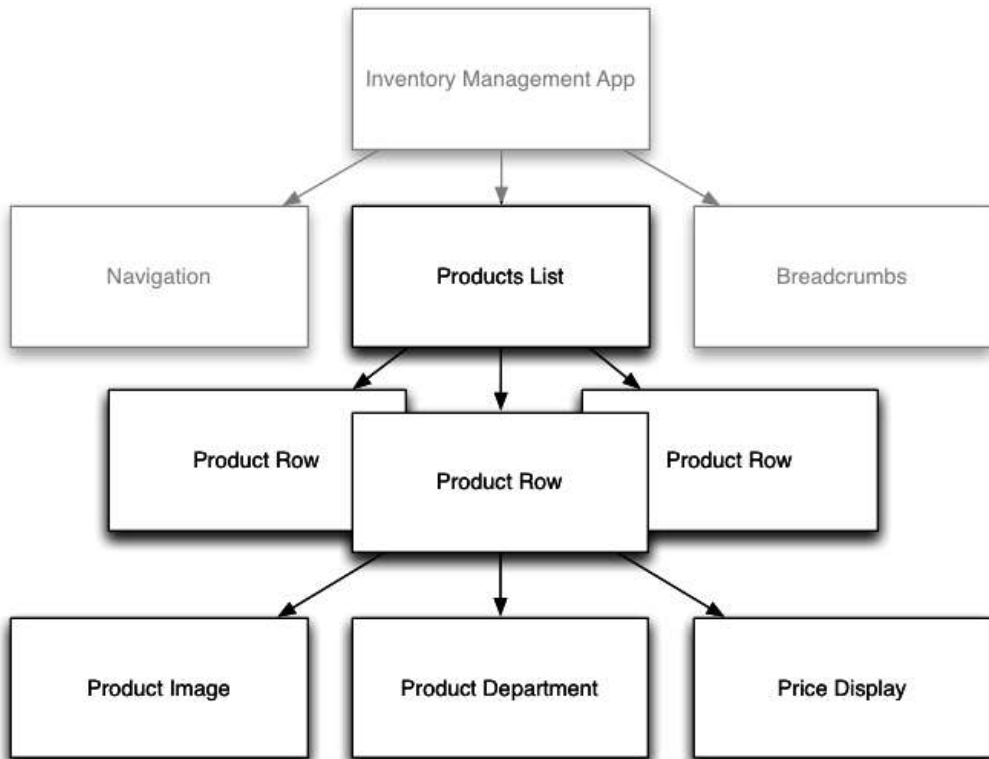 Inventory Management App
Navigation
Products List
Breadcrumbs
Product Row
Product Row
Product Row
Product Image
Product Department
Price Display